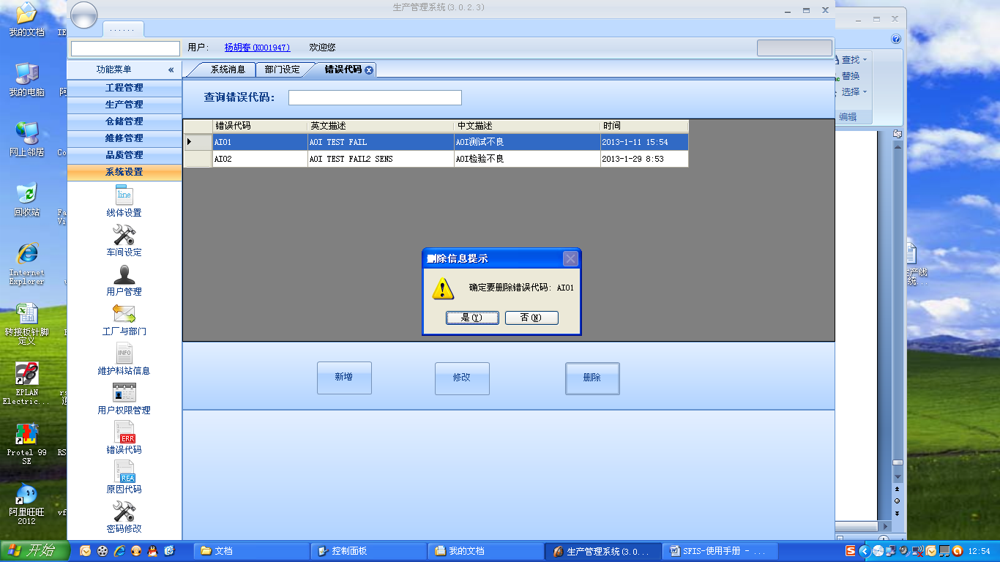 生产管理系统(3.0.2.3)
......
用户: 杨胡春(K001947) 欢迎您
功能菜单 «
工程管理
生产管理
仓储管理
维修管理
品质管理
系统设置
line
线体设置
车间设定
用户管理
工厂与部门
INFO
维护料站信息
用户权限管理
ERR
错误代码
REA
原因代码
密码修改
系统消息 部门设定 错误代码
查询错误代码:
错误代码 英文描述 中文描述 时间
AI01 AOI TEST FAIL AOI测试不良 2013-1-11 15:54
AI02 AOI TEST FAIL2 SENS AOI检验不良 2013-1-29 8:53
删除信息提示
确定要删除错误代码: AI01
是(Y) 否(N)
新增 修改 删除
查找
替换
选择
编辑
我的文档
我的电脑
网上邻居
回收站
Internet Explorer
转接板针脚定义
EPLAN Electric...
Protel 99 SE
阿里旺旺 2012
开始
文档
控制面板
我的文档
生产管理系统(3.0...
SFIS-使用手册 - ...
12:54